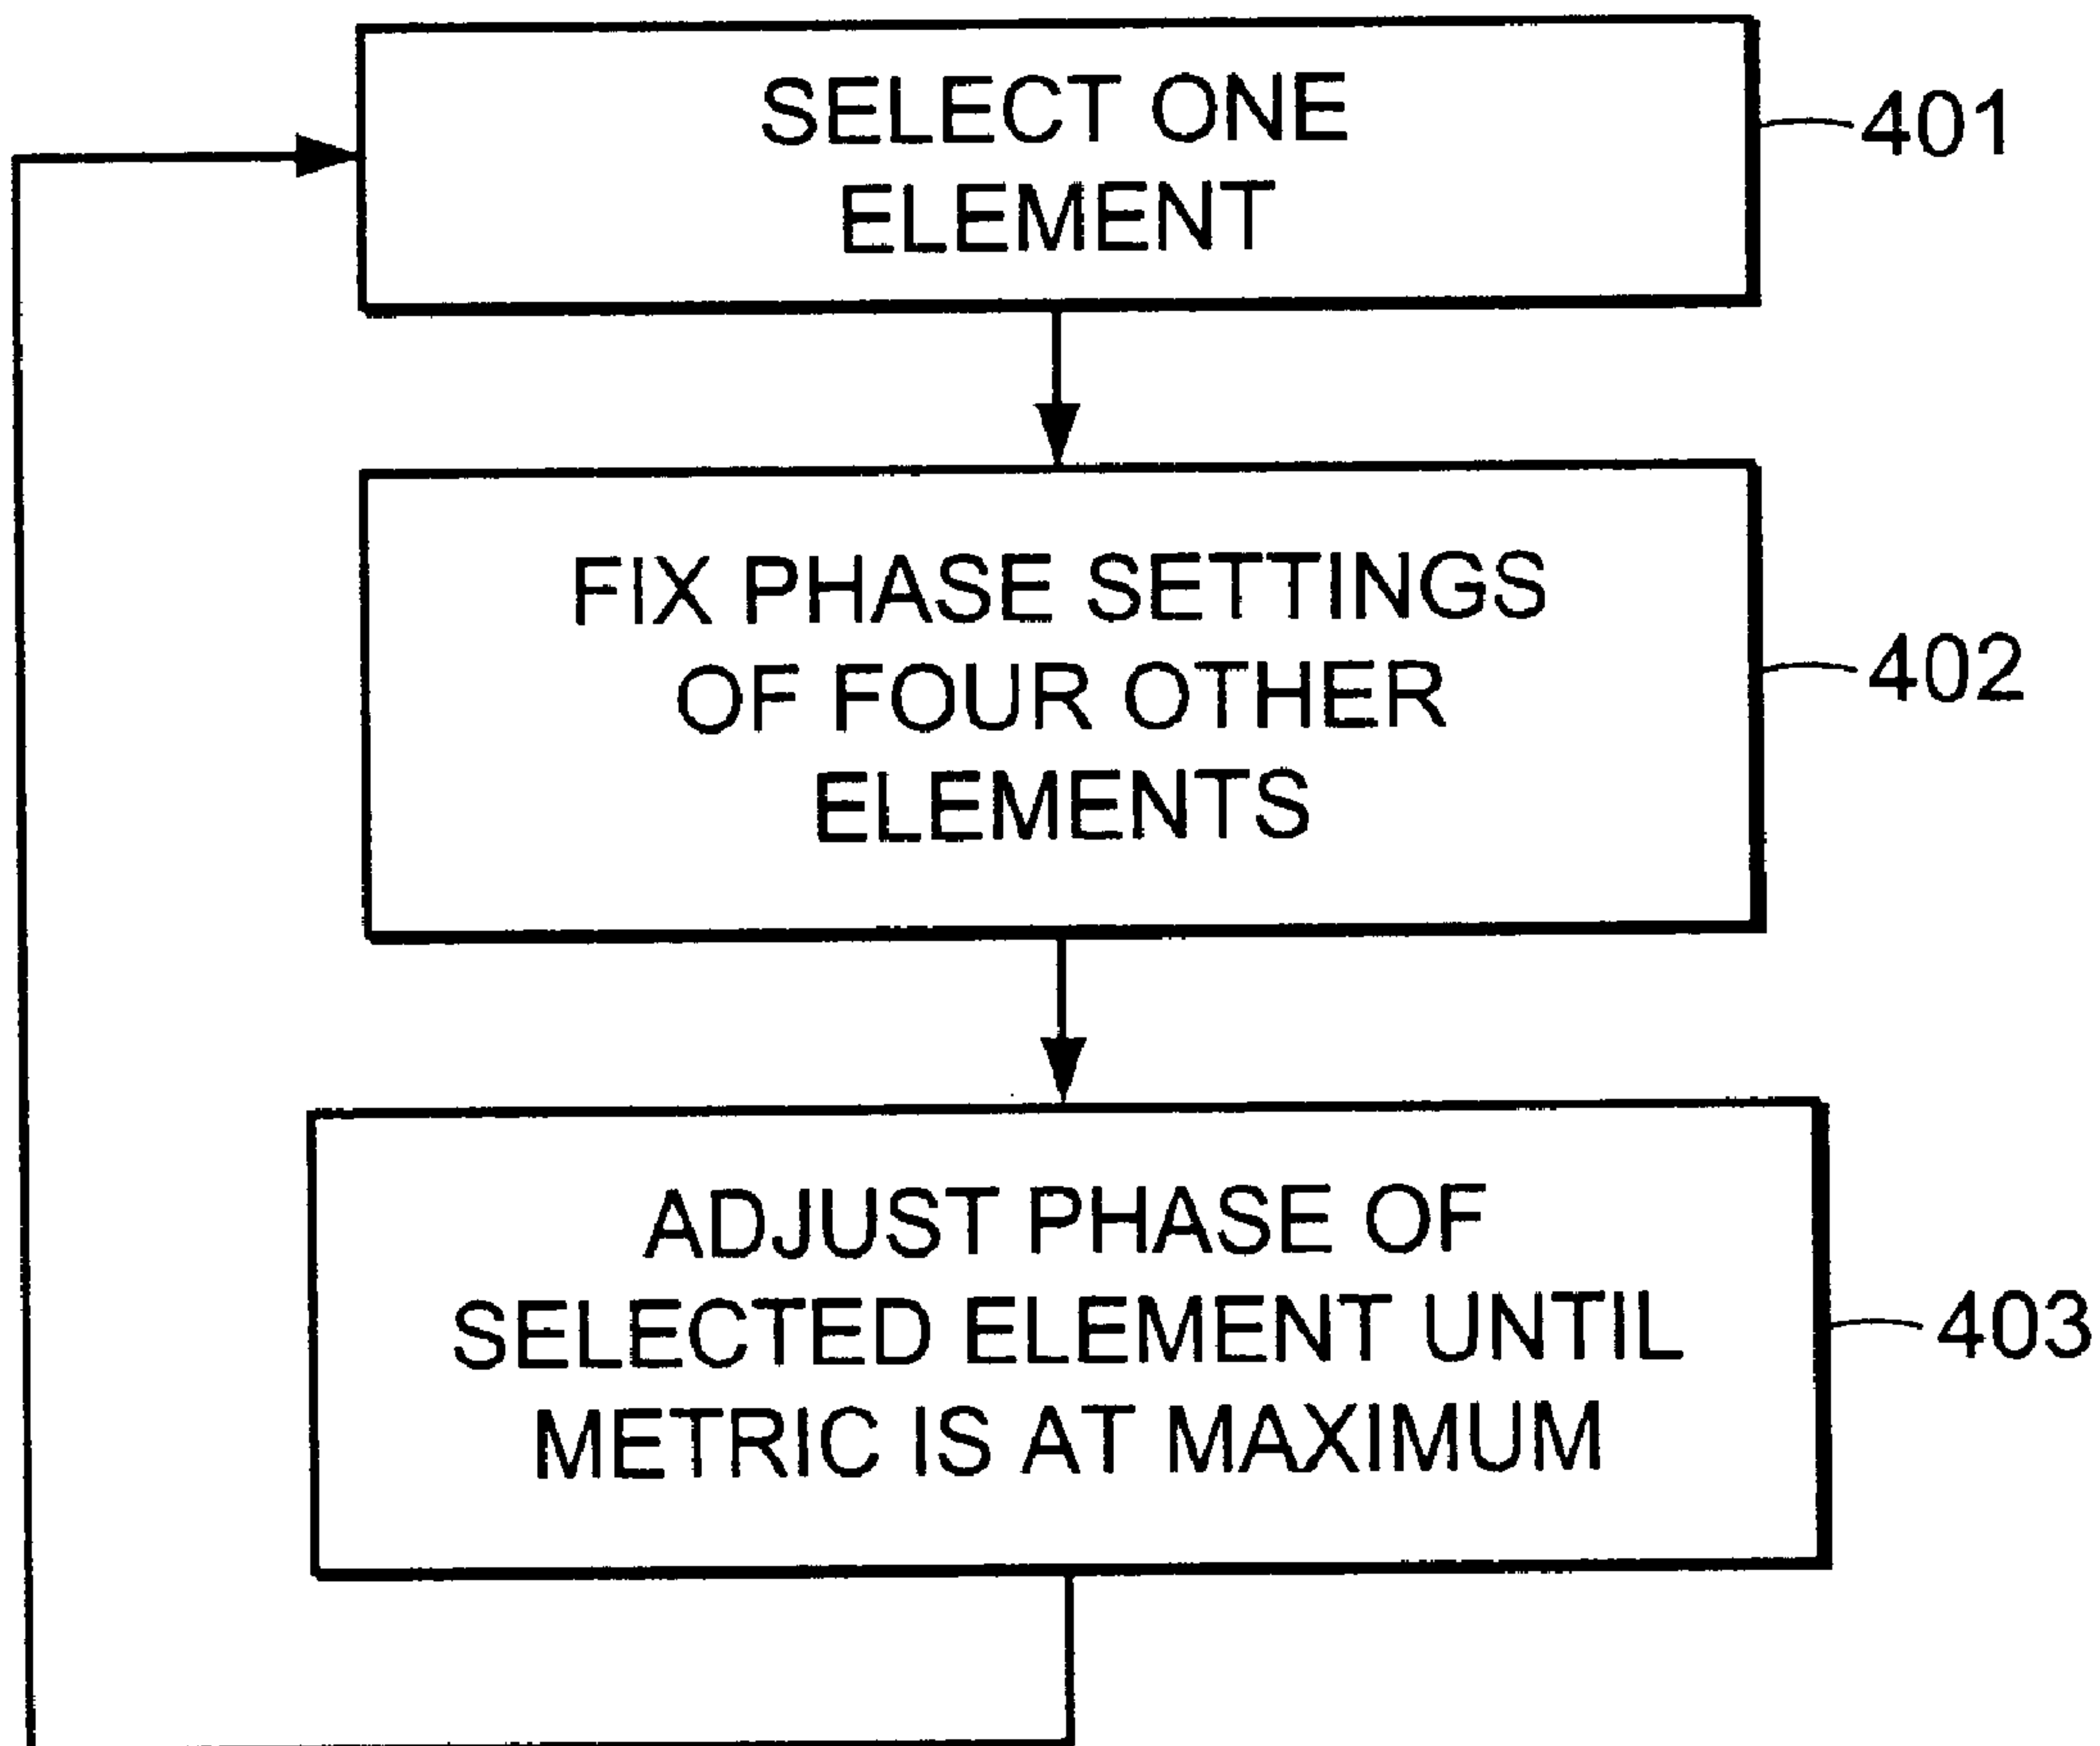 SELECT ONE
ELEMENT
401
FIX PHASE SETTINGS
OF FOUR OTHER
ELEMENTS
402
ADJUST PHASE OF
SELECTED ELEMENT UNTIL
METRIC IS AT MAXIMUM
403